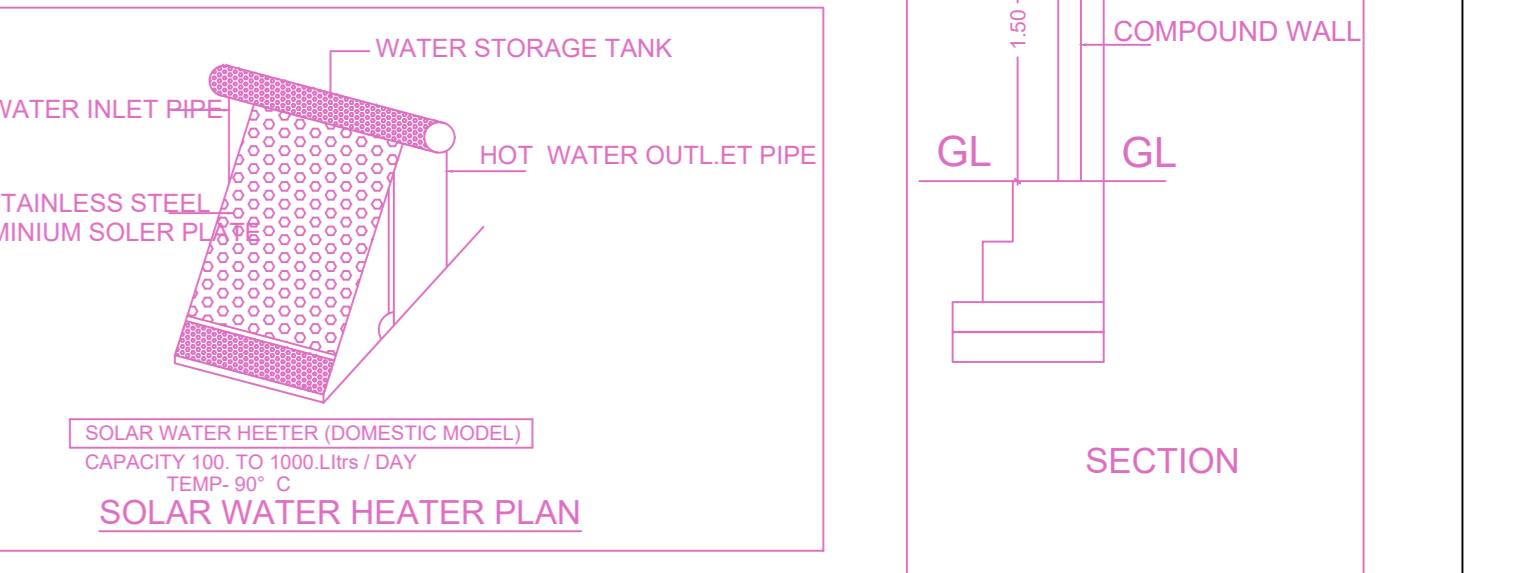 WATER STORAGE TANK
WATER INLET PIPE
HOT WATER OUTL.ET PIPE
TAINLESS STEEL
MINIUM SOLER PLATE
SOLAR WATER HEETER (DOMESTIC MODEL)
CAPACITY 100. TO 1000.LItrs / DAY
TEMP- 90° C
SOLAR WATER HEATER PLAN
1.50
COMPOUND WALL
GL
GL
SECTION